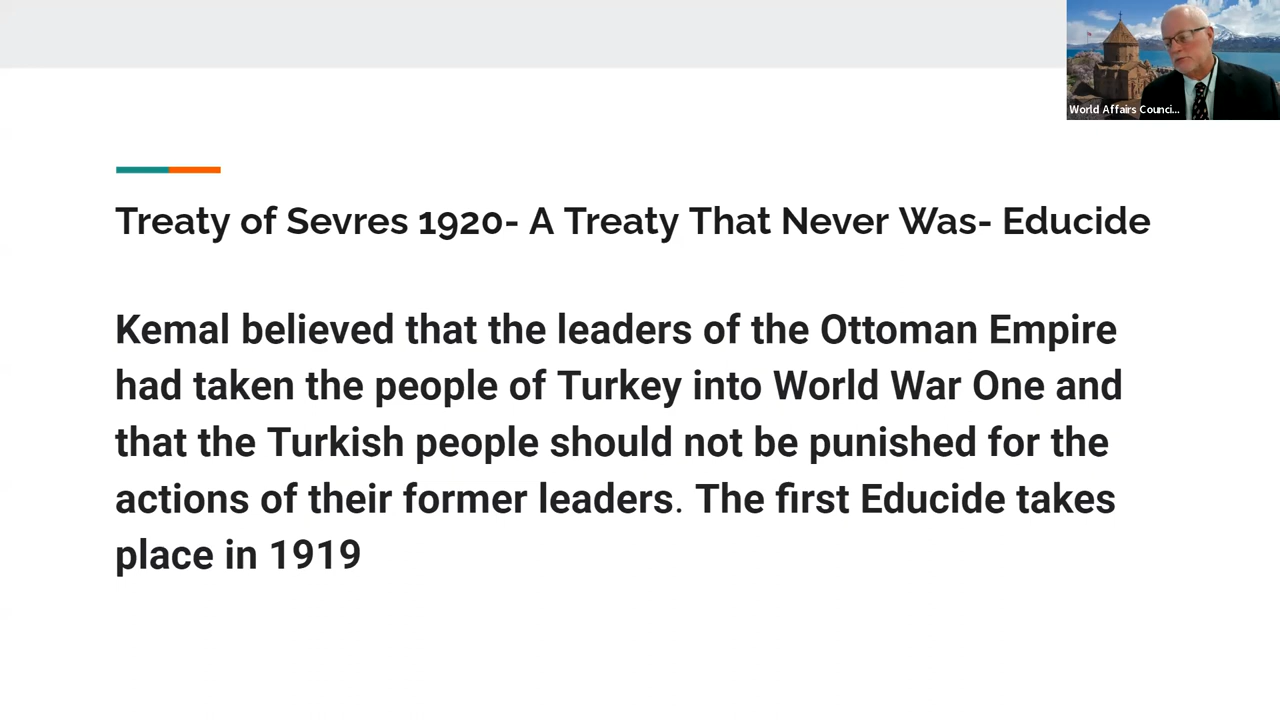 World Affairs Counci...
Treaty of Sevres 1920- A Treaty That Never Was- Educide
Kemal believed that the leaders of the Ottoman Empire
had taken the people of Turkey into World War One and
that the Turkish people should not be punished for the
actions of their former leaders. The first Educide takes
place in 1919